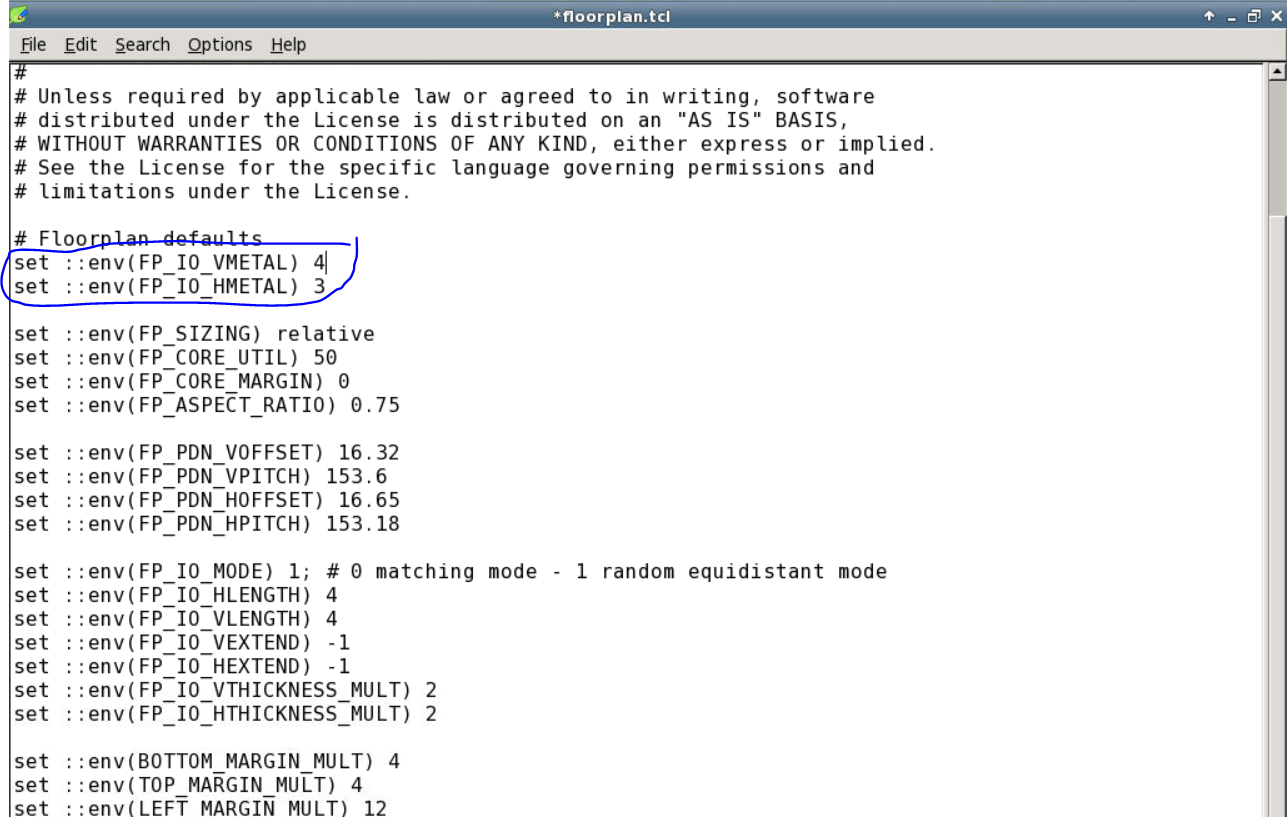 *floorplan.tcl
File Edit Search Options Help
#
# Unless required by applicable law or agreed to in writing, software
# distributed under the License is distributed on an "AS IS" BASIS,
# WITHOUT WARRANTIES OR CONDITIONS OF ANY KIND, either express or implied.
# See the License for the specific language governing permissions and
# limitations under the License.
# Floorplan defaults
set ::env(FP_IO_VMETAL) 4
set ::env(FP_IO_HMETAL) 3
set ::env(FP_SIZING) relative
set ::env(FP_CORE_UTIL) 50
set ::env(FP_CORE_MARGIN) 0
set ::env(FP_ASPECT_RATIO) 0.75
set ::env(FP_PDN_VOFFSET) 16.32
set ::env(FP_PDN_VPITCH) 153.6
set ::env(FP_PDN_HOFFSET) 16.65
set ::env(FP_PDN_HPITCH) 153.18
set ::env(FP_IO_MODE) 1; # 0 matching mode - 1 random equidistant mode
set ::env(FP_IO_HLENGTH) 4
set ::env(FP_IO_VLENGTH) 4
set ::env(FP_IO_VEXTEND) -1
set ::env(FP_IO_HEXTEND) -1
set ::env(FP_IO_VTHICKNESS_MULT) 2
set ::env(FP_IO_HTHICKNESS_MULT) 2
set ::env(BOTTOM_MARGIN_MULT) 4
set ::env(TOP_MARGIN_MULT) 4
set ::env(LEFT_MARGIN_MULT) 12